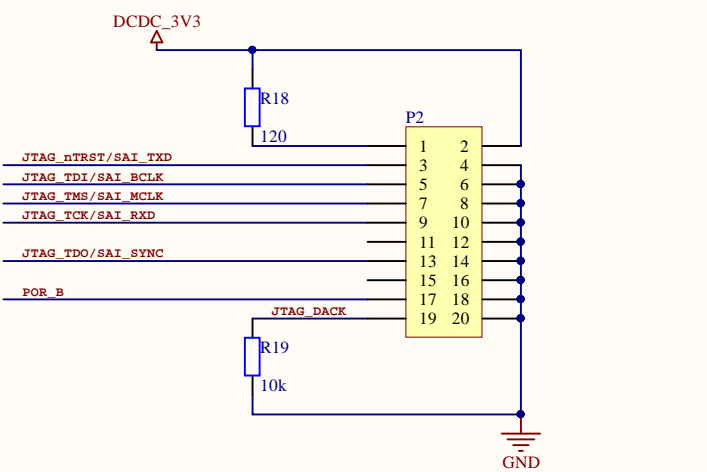 DCDC_3V3
R18
120
P2
1 2
JTAG_nTRST/SAI_TXD 3 4
JTAG_TDI/SAI_BCLK 5 6
JTAG_TMS/SAI_MCLK 7 8
JTAG_TCK/SAI_RXD 9 10
11 12
JTAG_TDO/SAI_SYNC 13 14
15 16
POR_B 17 18
JTAG_DACK 19 20
R19
10k
GND